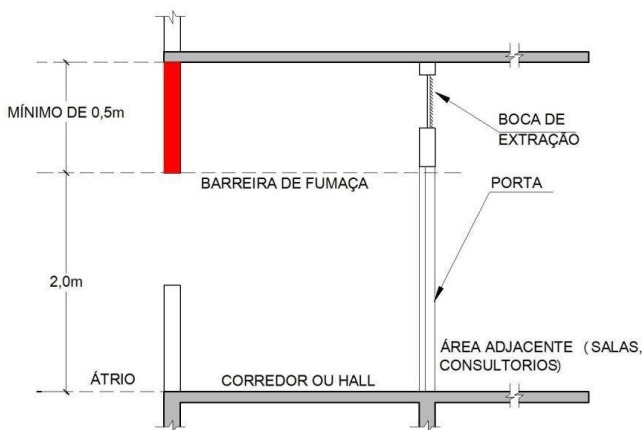 MÍNIMO DE 0,5m
BOCA DE
EXTRAÇÃO
BARREIRA DE FUMAÇA
PORTA
2,0m
ÁREA ADJACENTE (SALAS,
CONSULTORIOS)
ÁTRIO
CORREDOR OU HALL